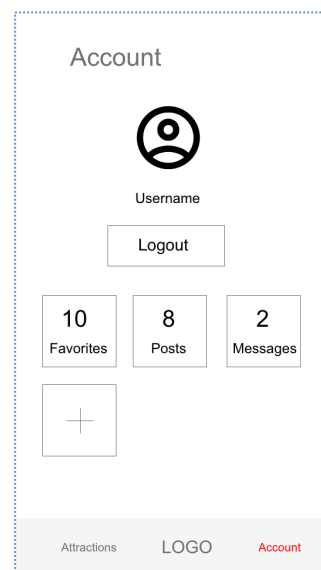 Account
Username
Logout
10 8 2
Favorites Posts Messages
Attractions LOGO Account